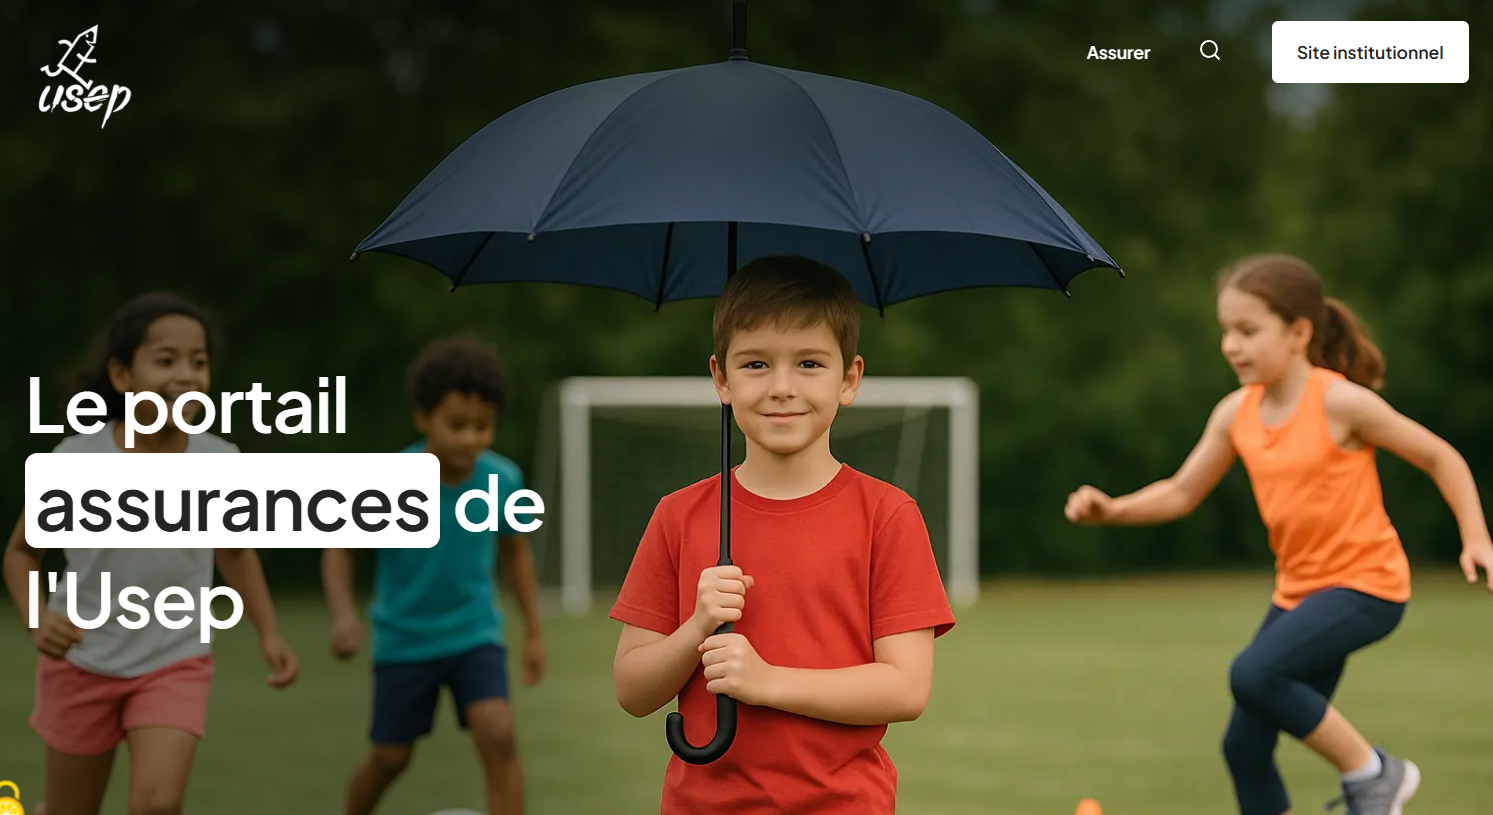 usep
Assurer
Site institutionnel
Le portail
assurances de
l'Usep